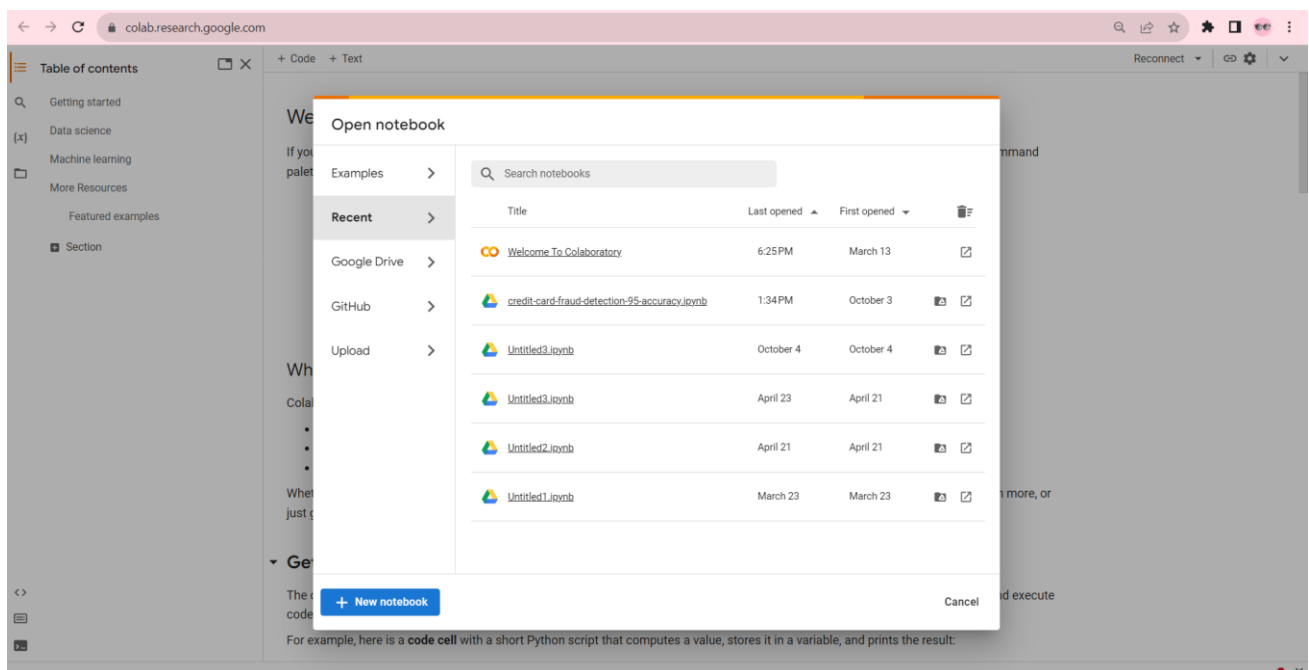 colab.research.google.com
Table of contents
+ Code + Text
Reconnect
Getting started
{x}
Data science
Machine learning
More Resources
Featured examples
Section
We
If you
mmand
palet
Open notebook
Examples
Recent
Google Drive
GitHub
Upload
Search notebooks
Title Last opened First opened
Welcome To Colaboratory 6:25 PM March 13
credit-card-fraud-detection-95-accuracy.ipynb 1:34 PM October 3
Untitled3.ipynb October 4 October 4
Untitled3.ipynb April 23 April 21
Untitled2.ipynb April 21 April 21
Untitled1.ipynb March 23 March 23
+ New notebook
Cancel
Wh
Colal
Whet
n more, or
just g
Get
The c
nd execute
code
For example, here is a code cell with a short Python script that computes a value, stores it in a variable, and prints the result: